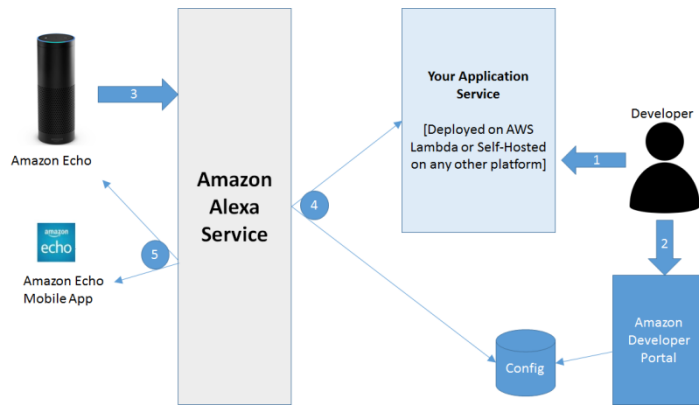 3
Amazon Echo
amazon
echo
Amazon Echo
Mobile App
5
Amazon
Alexa
Service
4
Your Application
Service
[Deployed on AWS
Lambda or Self-Hosted
on any other platform]
1
Developer
2
Amazon
Developer
Portal
Config